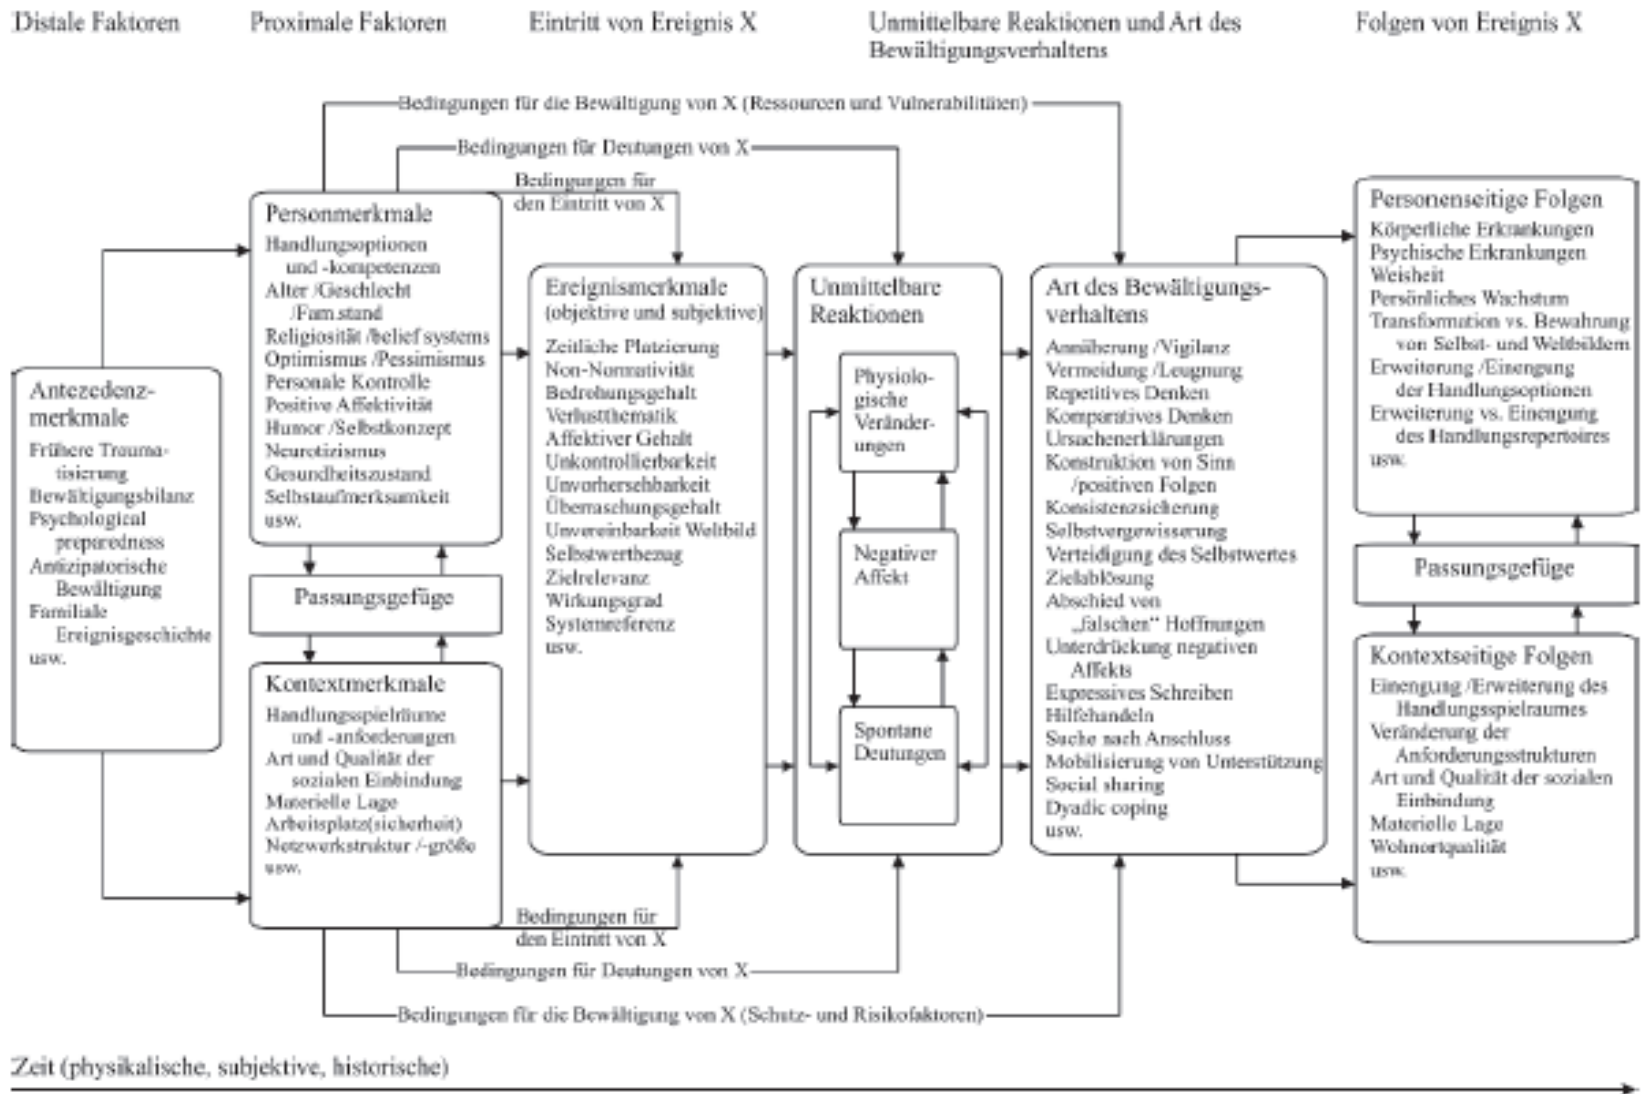 Distale Faktoren
Proximale Faktoren
Eintritt von Ereignis X
Unmittelbare Reaktionen und Art des
Bewältigungsverhaltens
Folgen von Ereignis X
Bedingungen für die Bewältigung von X (Ressourcen und Vulnerabilitäten)
Bedingungen für Deutungen von X
Bedingungen für
den Eintritt von X
Antezedenz-
merkmale
Frühere Trauma-
tisierung
Bewältigungsbilanz
Psychological
preparedness
Antizipatorische
Bewältigung
Familiale
Ereignisgeschichte
usw.
Personmerkmale
Handlungsoptionen
und -kompetenzen
Alter /Geschlecht
/Fam.stand
Religiosität /belief systems
Optimismus /Pessimismus
Personale Kontrolle
Positive Affektivität
Humor /Selbstkonzept
Neurotizismus
Gesundheitszustand
Selbstaufmerksamkeit
usw.
Passungsgefüge
Kontextmerkmale
Handlungsspielräume
und -anforderungen
Art und Qualität der
sozialen Einbindung
Materielle Lage
Arbeitsplatz(sicherheit)
Netzwerkstruktur /-größe
usw.
Ereignismerkmale
(objektive und subjektive)
Zeitliche Platzierung
Non-Normativität
Bedrohungsgehalt
Verlustthematik
Affektiver Gehalt
Unkontrollierbarkeit
Unvorhersehbarkeit
Überraschungsgehalt
Unvereinbarkeit Weltbild
Selbstwertbezug
Zielrelevanz
Wirkungsgrad
Systemreferenz
usw.
Unmittelbare
Reaktionen
Physiolo-
gische
Veränder-
ungen
Negativer
Affekt
Spontane
Deutungen
Art des Bewältigungs-
verhaltens
Annäherung /Vigilanz
Vermeidung /Leugnung
Repetitives Denken
Komparatives Denken
Ursachenerklärungen
Konstruktion von Sinn
/positiven Folgen
Konsistenzsicherung
Selbstvergewisserung
Verteidigung des Selbstwertes
Zielablösung
Abschied von
„falschen“ Hoffnungen
Unterdrückung negativen
Affekts
Expressives Schreiben
Hilfehandeln
Suche nach Anschluss
Mobilisierung von Unterstützung
Social sharing
Dyadic coping
usw.
Personenseitige Folgen
Körperliche Erkrankungen
Psychische Erkrankungen
Weisheit
Persönliches Wachstum
Transformation vs. Bewahrung
von Selbst- und Weltbildern
Erweiterung /Einengung
der Handlungsoptionen
Erweiterung vs. Einengung
des Handlungsrepertoires
usw.
Passungsgefüge
Kontextseitige Folgen
Einengung /Erweiterung des
Handlungsspielraumes
Veränderung der
Anforderungsstrukturen
Art und Qualität der sozialen
Einbindung
Materielle Lage
Wohnortqualität
usw.
Bedingungen für
den Eintritt von X
Bedingungen für Deutungen von X
Bedingungen für die Bewältigung von X (Schutz- und Risikofaktoren)
Zeit (physikalische, subjektive, historische)